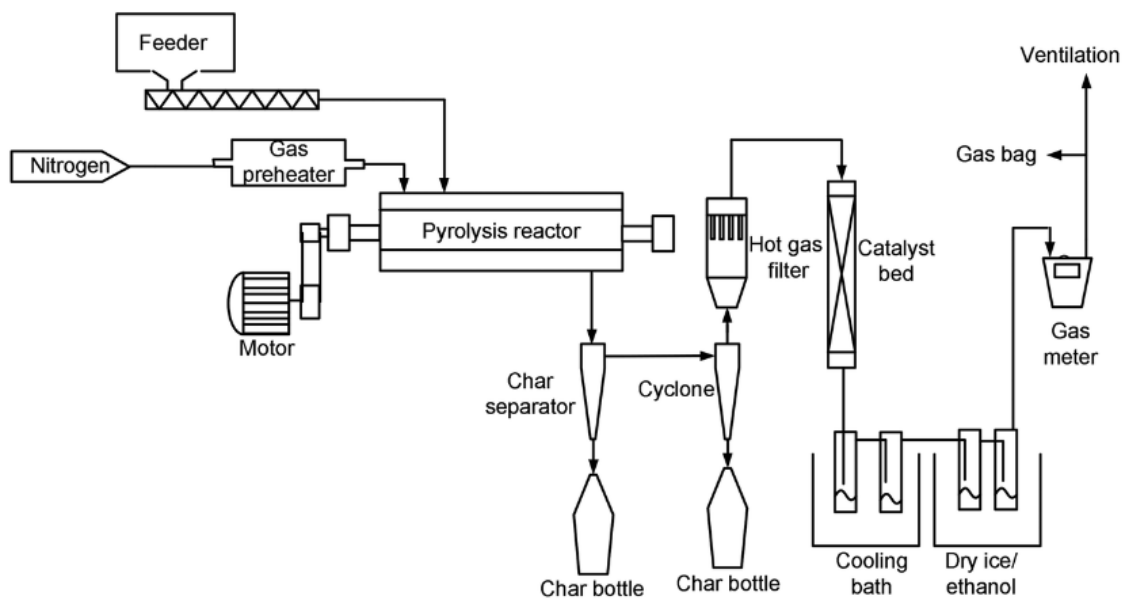 Feeder
Ventilation
Nitrogen
Gas
preheater
Gas bag
Pyrolysis reactor
Hot gas
filter
Catalyst
bed
Motor
Gas
meter
Char
separator
Cyclone
Char bottle
Char bottle
Cooling
bath
Dry ice/
ethanol